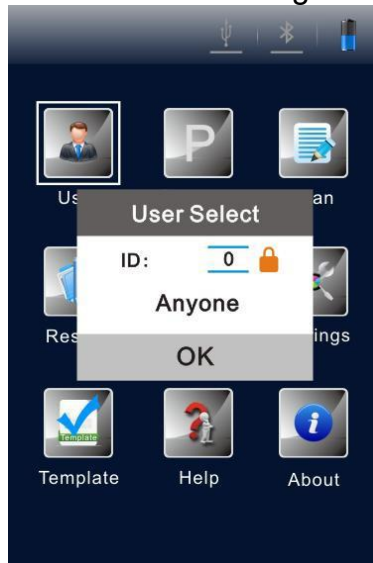 P
Us
an
User Select
ID: 0
Anyone
Res
ings
OK
Template
Template
Help
About